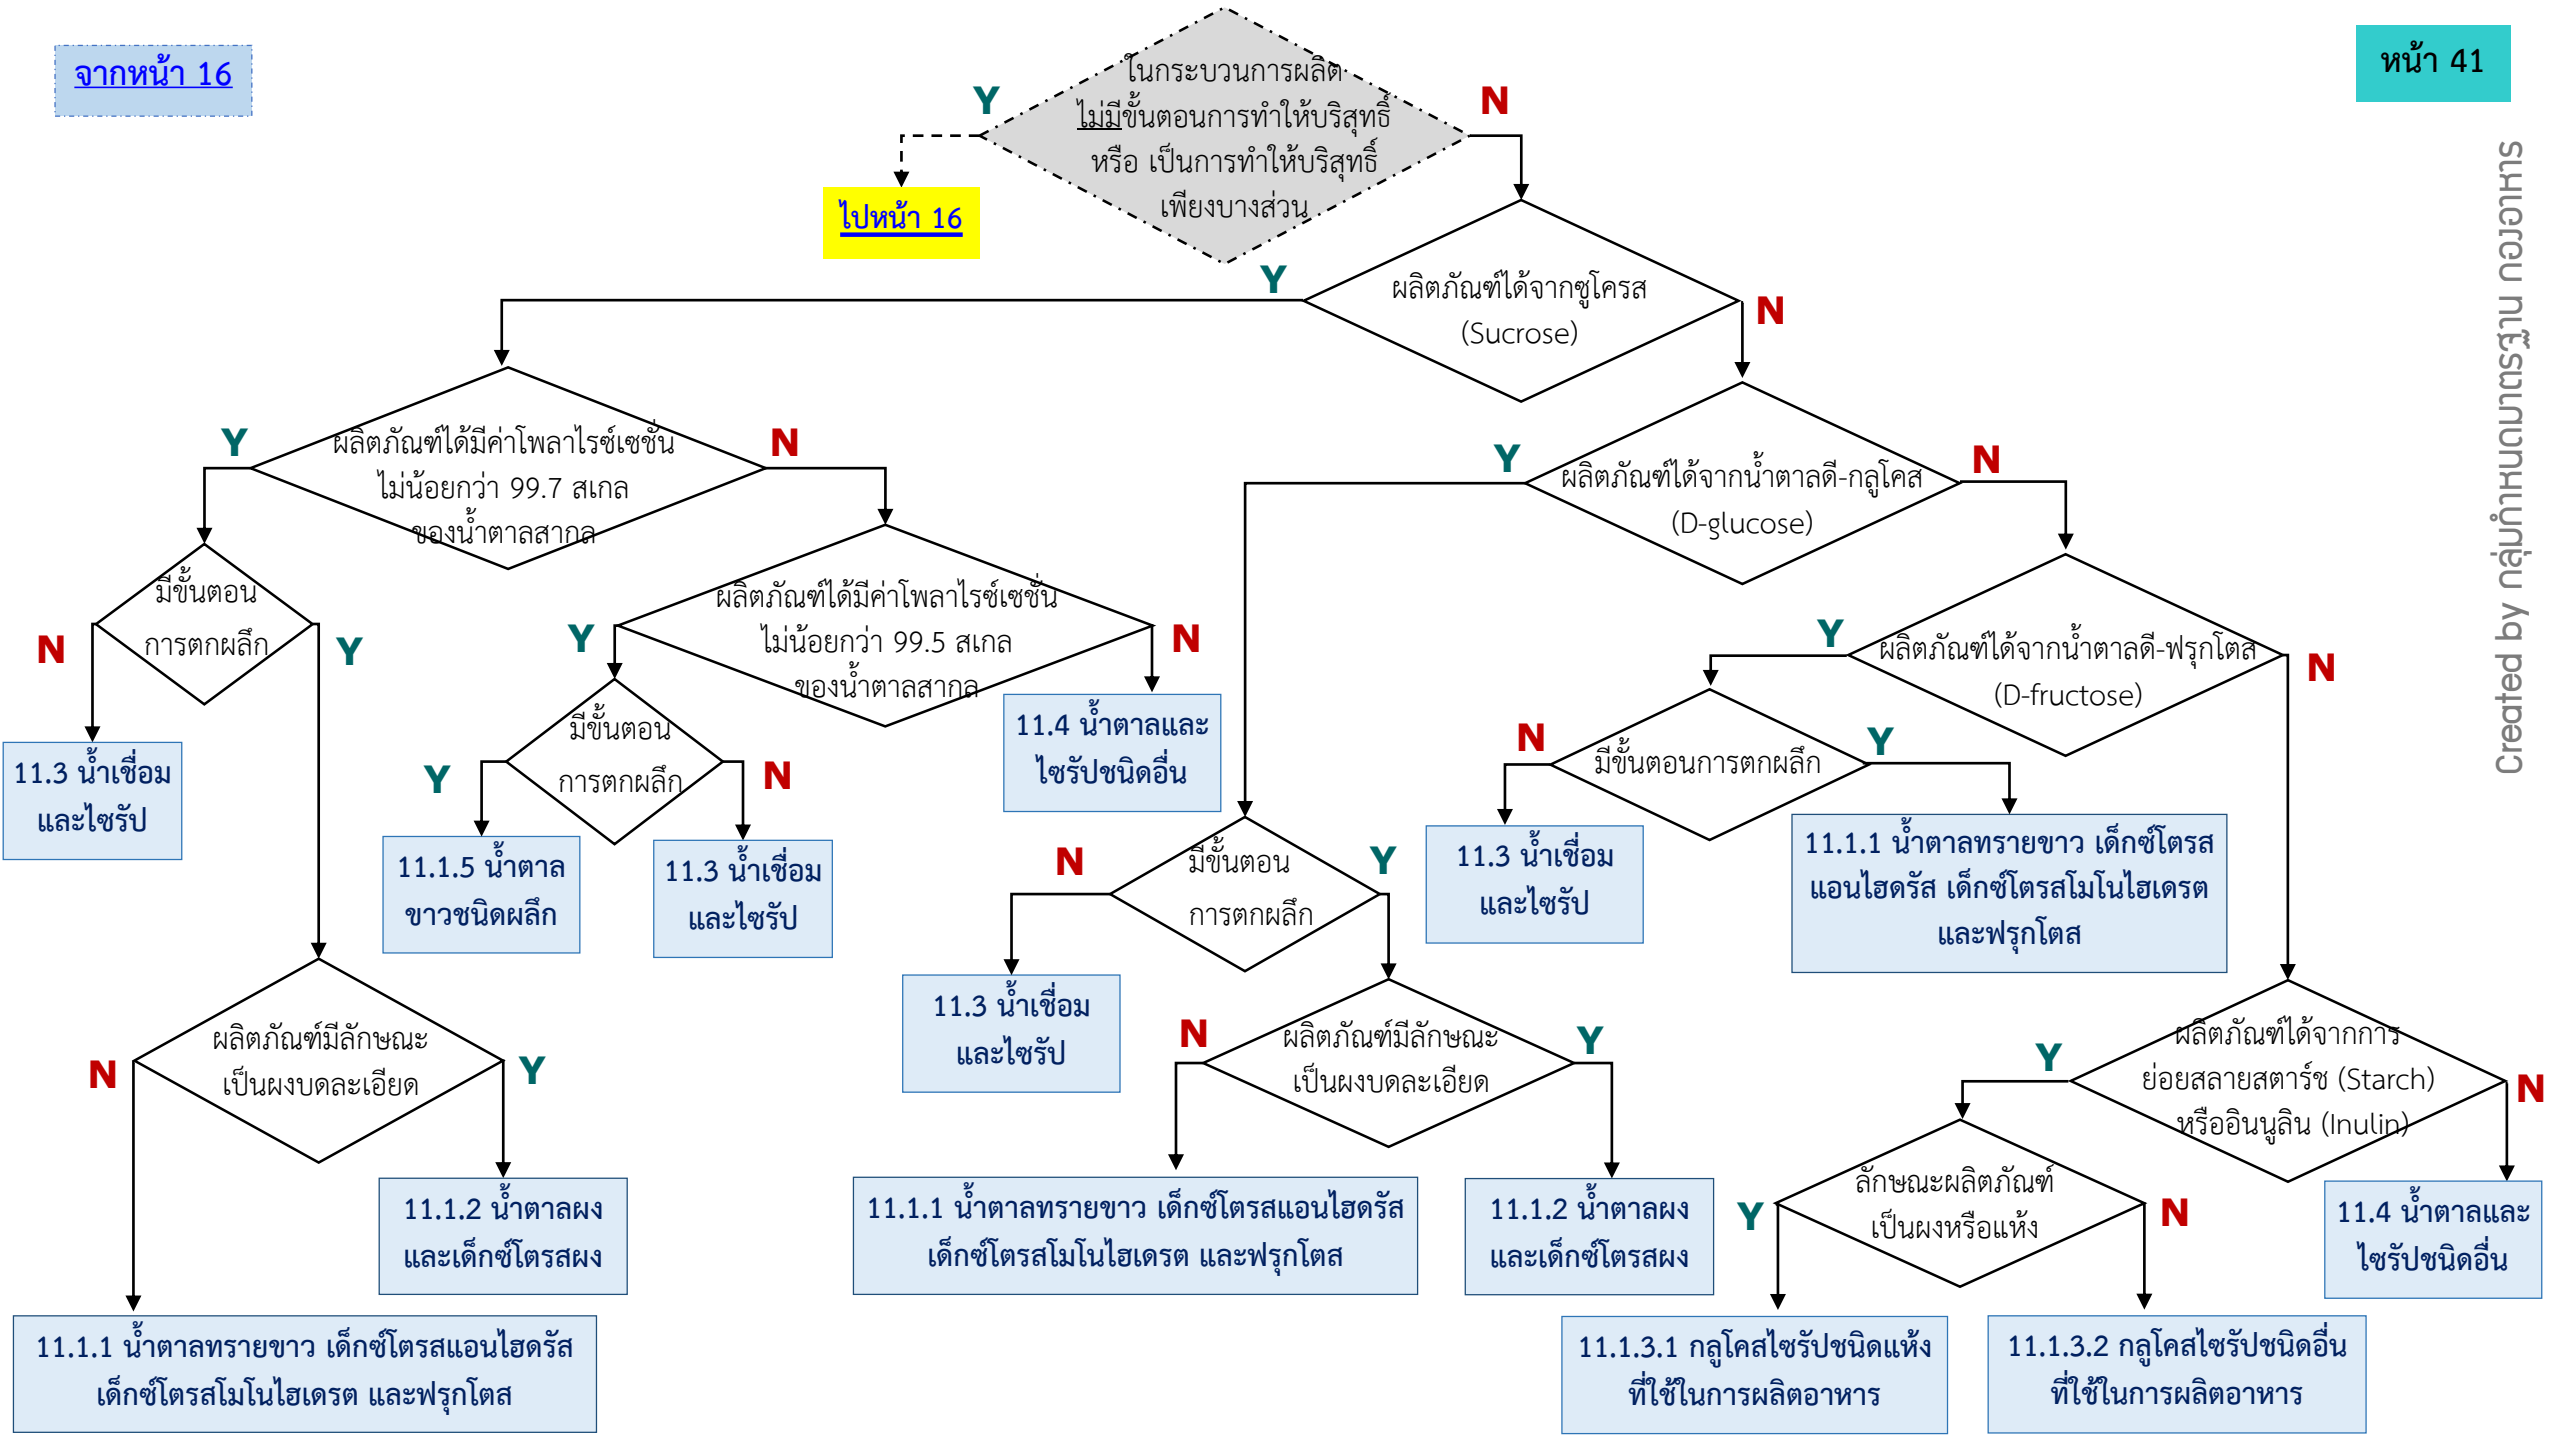 จากหน้า 16
หน้า 41
ในกระบวนการผลิต
ไม่มีขั้นตอนการทำให้บริสุทธิ์
หรือ เป็นการทำให้บริสุทธิ์
เพียงบางส่วน
Y
N
ไปหน้า 16
ผลิตภัณฑ์ได้จากซูโครส
(Sucrose)
Y
N
ผลิตภัณฑ์ได้มีค่าโพลาไรซ์เซชั่น
ไม่น้อยกว่า 99.7 สเกล
ของน้ำตาลสากล
Y
N
ผลิตภัณฑ์ได้จากน้ำตาลดี-กลูโคส
(D-glucose)
Y
N
มีขั้นตอน
การตกผลึก
N
Y
ผลิตภัณฑ์ได้มีค่าโพลาไรซ์เซชั่น
ไม่น้อยกว่า 99.5 สเกล
ของน้ำตาลสากล
Y
N
ผลิตภัณฑ์ได้จากน้ำตาลดี-ฟรุกโตส
(D-fructose)
Y
N
11.3 น้ำเชื่อม
และไซรัป
มีขั้นตอน
การตกผลึก
Y
N
11.4 น้ำตาลและ
ไซรัปชนิดอื่น
มีขั้นตอนการตกผลึก
N
Y
11.1.5 น้ำตาล
ขาวชนิดผลึก
11.3 น้ำเชื่อม
และไซรัป
มีขั้นตอน
การตกผลึก
N
Y
11.3 น้ำเชื่อม
และไซรัป
11.1.1 น้ำตาลทรายขาว เด็กซ์โตรส
แอนไฮดรัส เด็กซ์โตรสโมโนไฮเดรต
และฟรุกโตส
ผลิตภัณฑ์มีลักษณะ
เป็นผงบดละเอียด
N
Y
11.3 น้ำเชื่อม
และไซรัป
ผลิตภัณฑ์มีลักษณะ
เป็นผงบดละเอียด
N
Y
ผลิตภัณฑ์ได้จากการ
ย่อยสลายสตาร์ช (Starch)
หรืออินนูลิน (Inulin)
Y
N
11.1.2 น้ำตาลผง
และเด็กซ์โตรสผง
11.1.1 น้ำตาลทรายขาว เด็กซ์โตรสแอนไฮดรัส
เด็กซ์โตรสโมโนไฮเดรต และฟรุกโตส
11.1.2 น้ำตาลผง
และเด็กซ์โตรสผง
ลักษณะผลิตภัณฑ์
เป็นผงหรือแห้ง
Y
N
11.4 น้ำตาลและ
ไซรัปชนิดอื่น
11.1.1 น้ำตาลทรายขาว เด็กซ์โตรสแอนไฮดรัส
เด็กซ์โตรสโมโนไฮเดรต และฟรุกโตส
11.1.3.1 กลูโคสไซรัปชนิดแห้ง
ที่ใช้ในการผลิตอาหาร
11.1.3.2 กลูโคสไซรัปชนิดอื่น
ที่ใช้ในการผลิตอาหาร
Created by กลุ่มกำหนดมาตรฐาน กองอาหาร